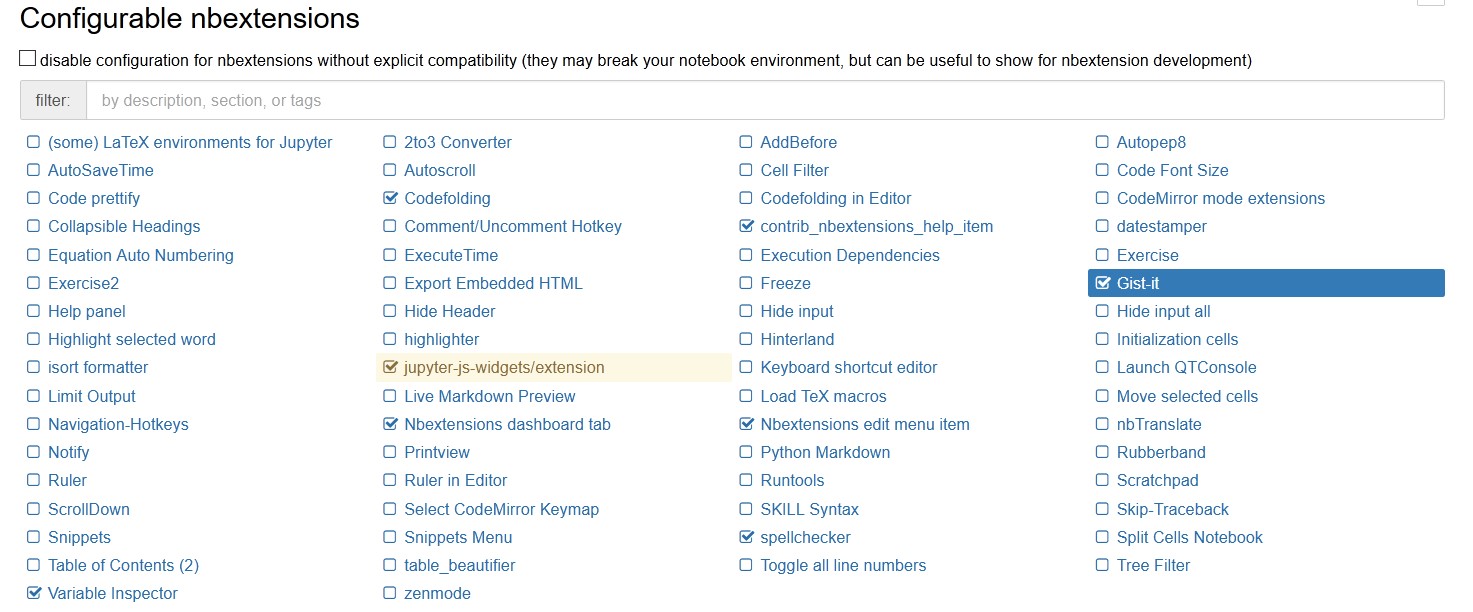 Configurable nbextensions
disable configuration for nbextensions without explicit compatibility (they may break your notebook environment, but can be useful to show for nbextension development)
filter: by description, section, or tags
(some) LaTeX environments for Jupyter 2to3 Converter AddBefore Autopep8
AutoSaveTime Autoscroll Cell Filter Code Font Size
Code prettify Codefolding Codefolding in Editor CodeMirror mode extensions
Collapsible Headings Comment/Uncomment Hotkey contrib_nbextensions_help_item datestamper
Equation Auto Numbering ExecuteTime Execution Dependencies Exercise
Exercise2 Export Embedded HTML Freeze Gist-it
Help panel Hide Header Hide input Hide input all
Highlight selected word highlighter Hinterland Initialization cells
isort formatter jupyter-js-widgets/extension Keyboard shortcut editor Launch QTConsole
Limit Output Live Markdown Preview Load TeX macros Move selected cells
Navigation-Hotkeys Nbextensions dashboard tab Nbextensions edit menu item nbTranslate
Notify Printview Python Markdown Rubberband
Ruler Ruler in Editor Runtools Scratchpad
ScrollDown Select CodeMirror Keymap SKILL Syntax Skip-Traceback
Snippets Snippets Menu spellchecker Split Cells Notebook
Table of Contents (2) table_beautifier Toggle all line numbers Tree Filter
Variable Inspector zenmode